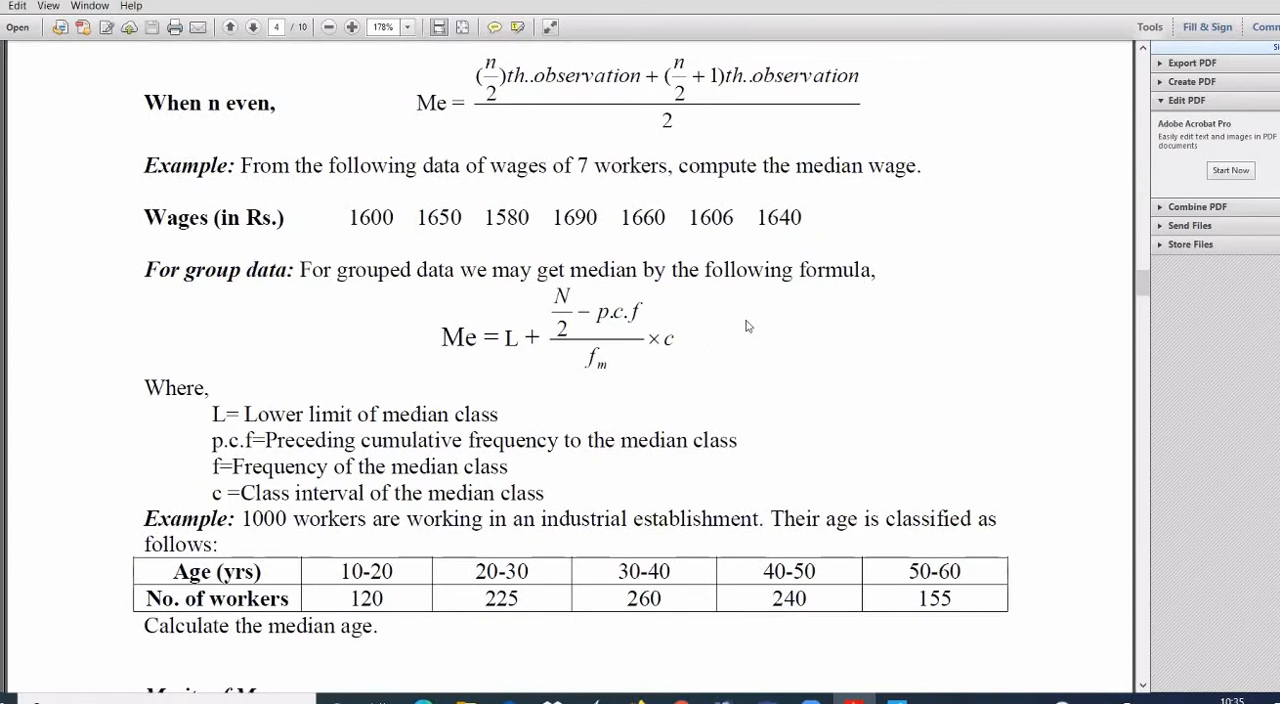 Edit View Window Help
Open 4 / 10 178% Tools Fill & Sign Comm
(n/2)th..observation + (n/2 + 1)th..observation
When n even, Me =
2
Example: From the following data of wages of 7 workers, compute the median wage.
Wages (in Rs.) 1600 1650 1580 1690 1660 1606 1640
For group data: For grouped data we may get median by the following formula,
N/2 − p.c.f
Me = L + × c
fm
Where,
L= Lower limit of median class
p.c.f=Preceding cumulative frequency to the median class
f=Frequency of the median class
c =Class interval of the median class
Example: 1000 workers are working in an industrial establishment. Their age is classified as
follows:
Age (yrs) 10-20 20-30 30-40 40-50 50-60
No. of workers 120 225 260 240 155
Calculate the median age.
Export PDF
Create PDF
Edit PDF
Adobe Acrobat Pro
Easily edit text and images in PDF
documents
Start Now
Combine PDF
Send Files
Store Files
10:35